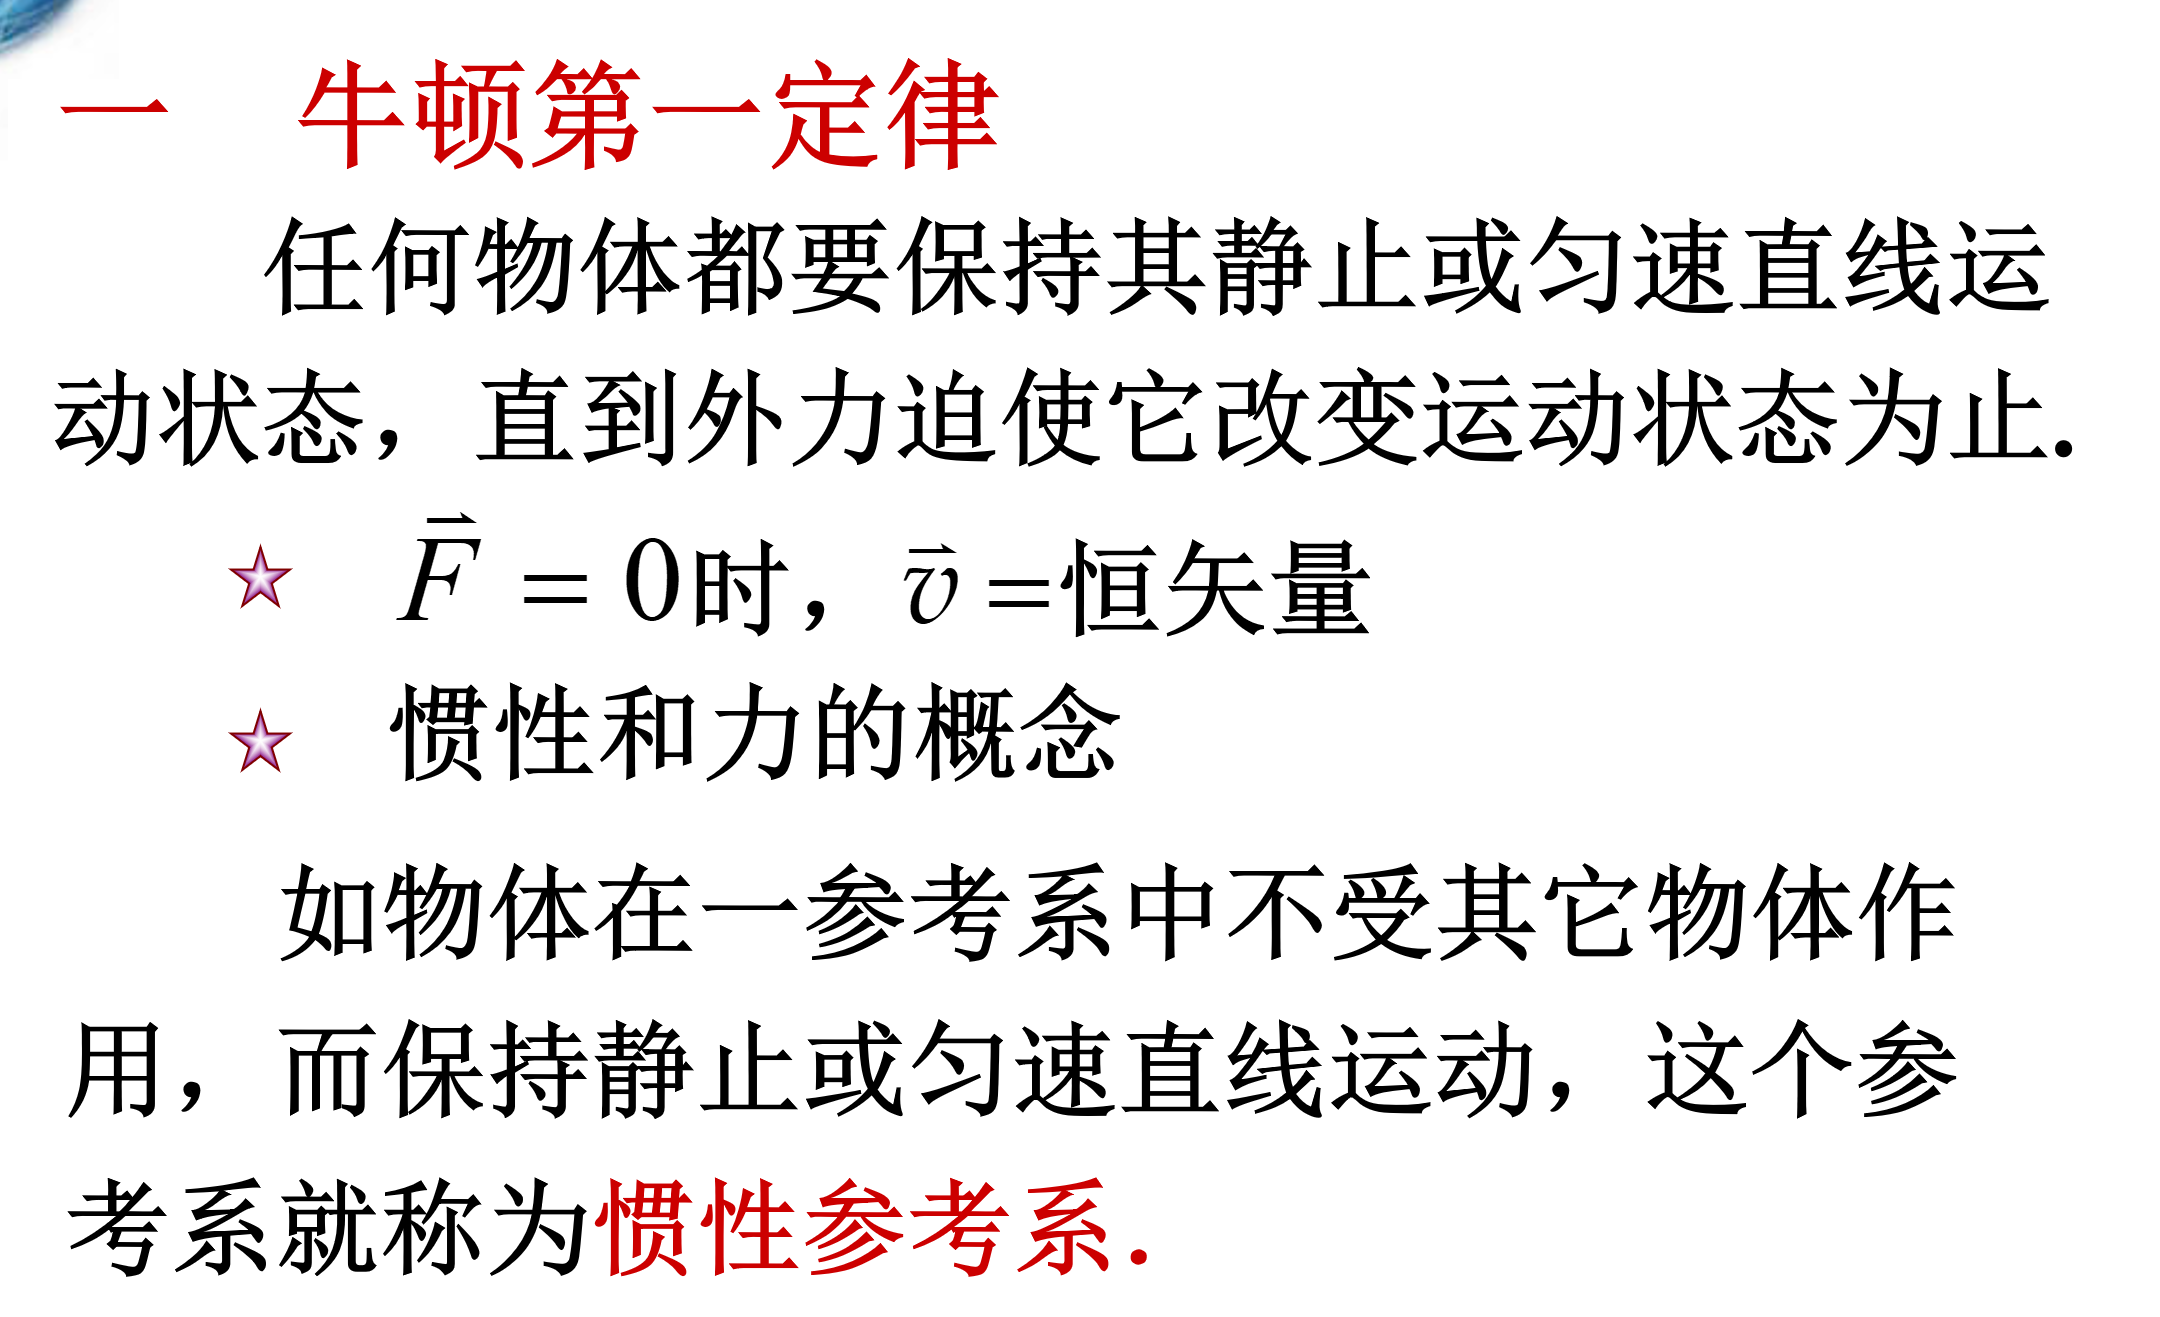 一 牛顿第一定律
任何物体都要保持其静止或匀速直线运
动状态，直到外力迫使它改变运动状态为止.
☆ F⃗ = 0时，v⃗ =恒矢量
☆ 惯性和力的概念
如物体在一参考系中不受其它物体作
用，而保持静止或匀速直线运动，这个参
考系就称为惯性参考系.